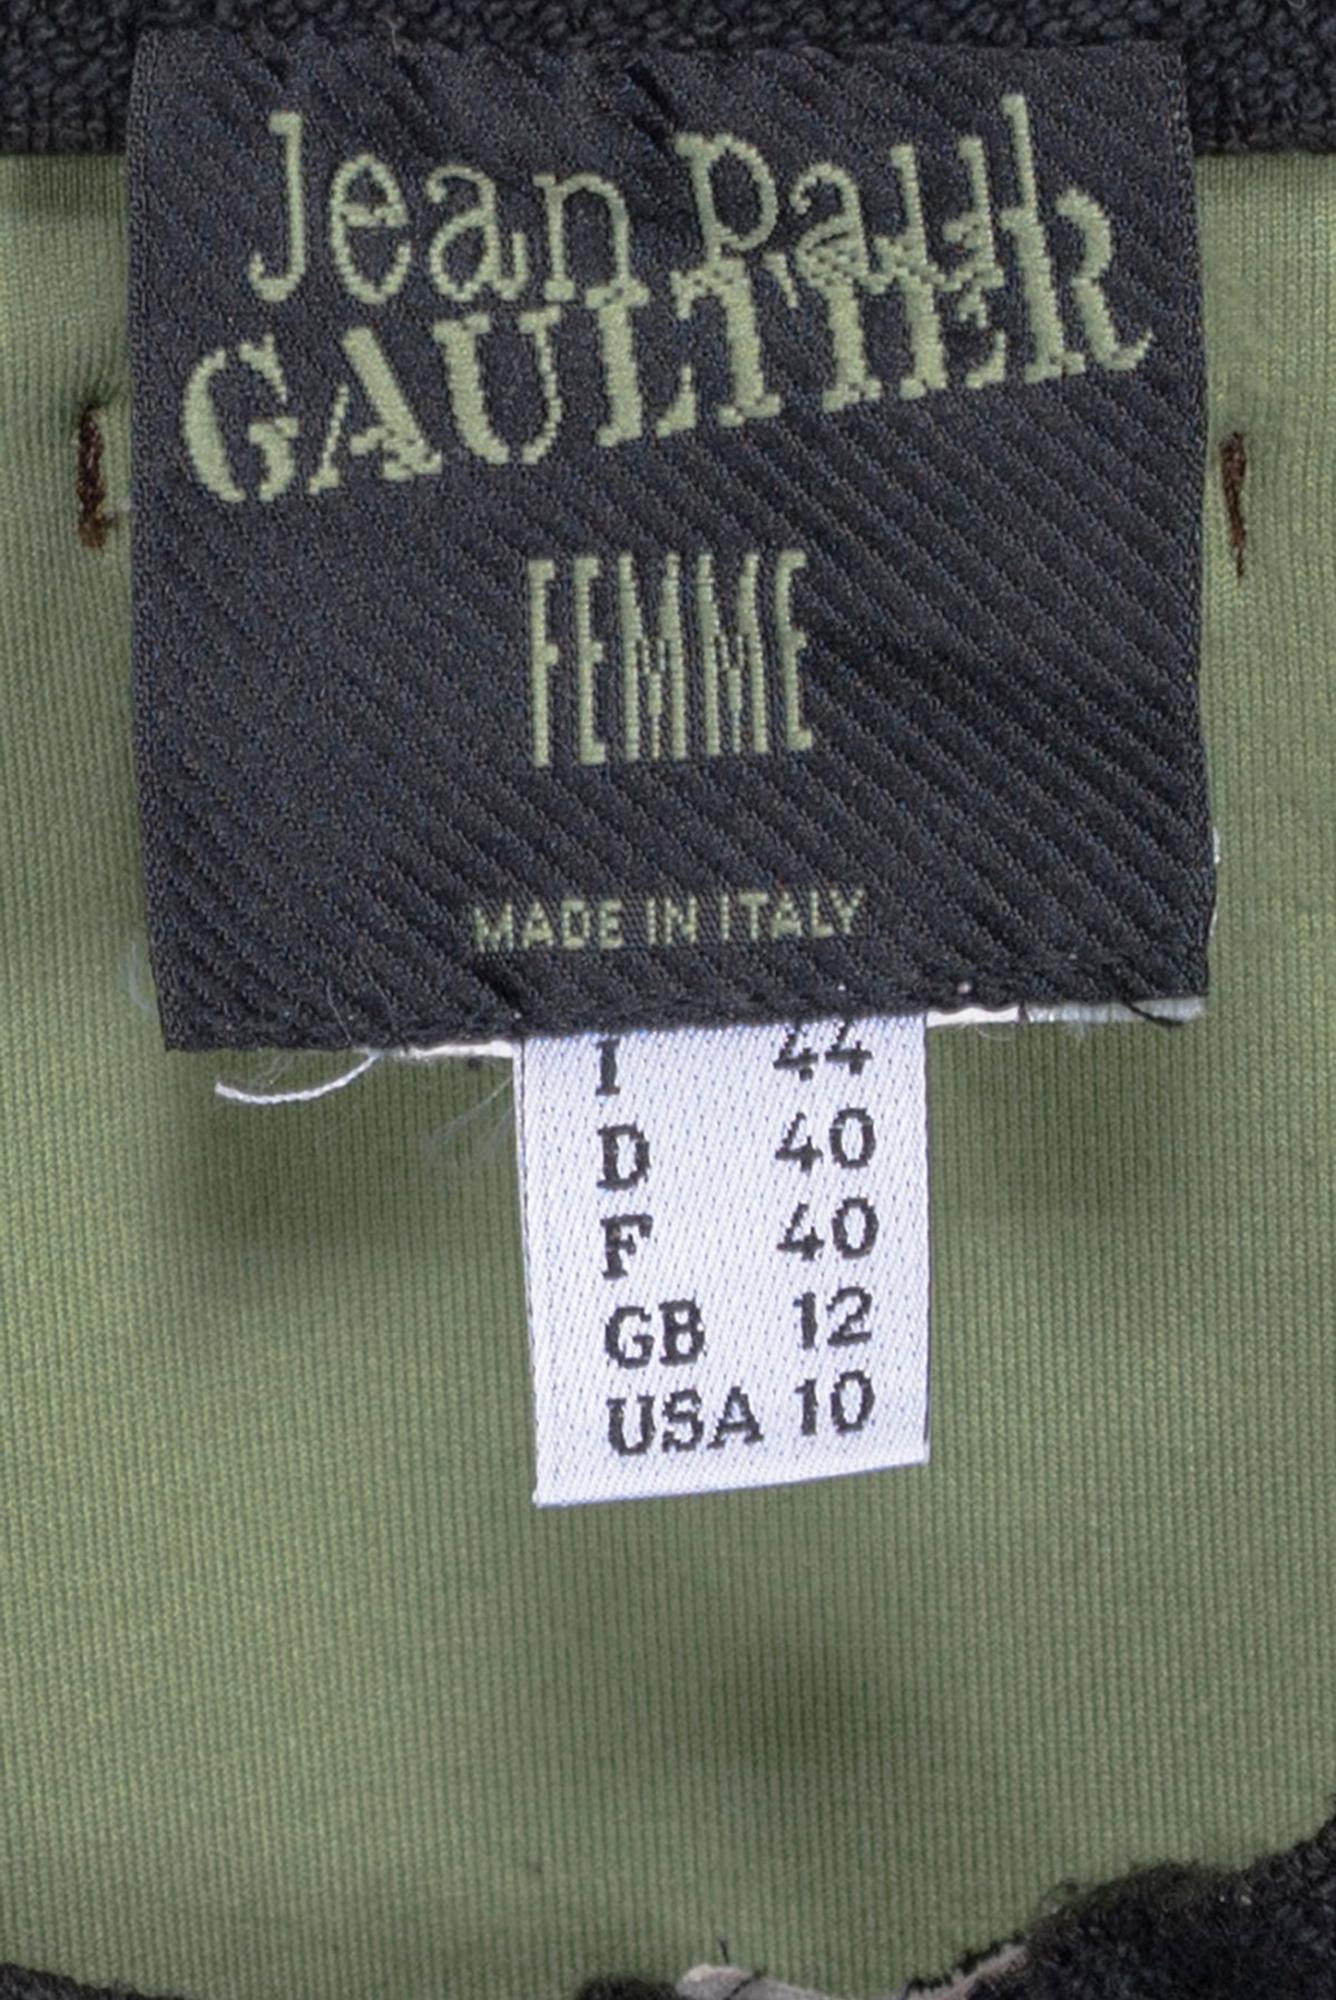 Jean Paul
GAULTIER
FEMME
MADE IN ITALY
I 44
D 40
F 40
GB 12
USA 10